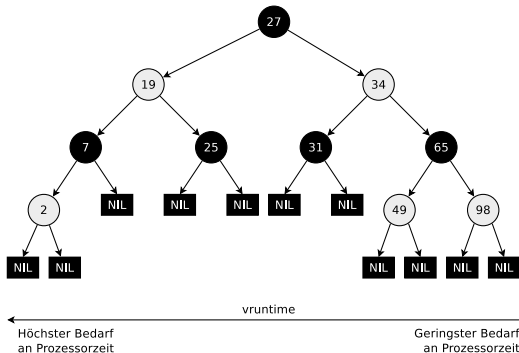 27
19
34
7
25
31
65
2
NIL
NIL
NIL
NIL
NIL
49
98
NIL
NIL
NIL
NIL
NIL
NIL
vruntime
Höchster Bedarf
an Prozessorzeit
Geringster Bedarf
an Prozessorzeit